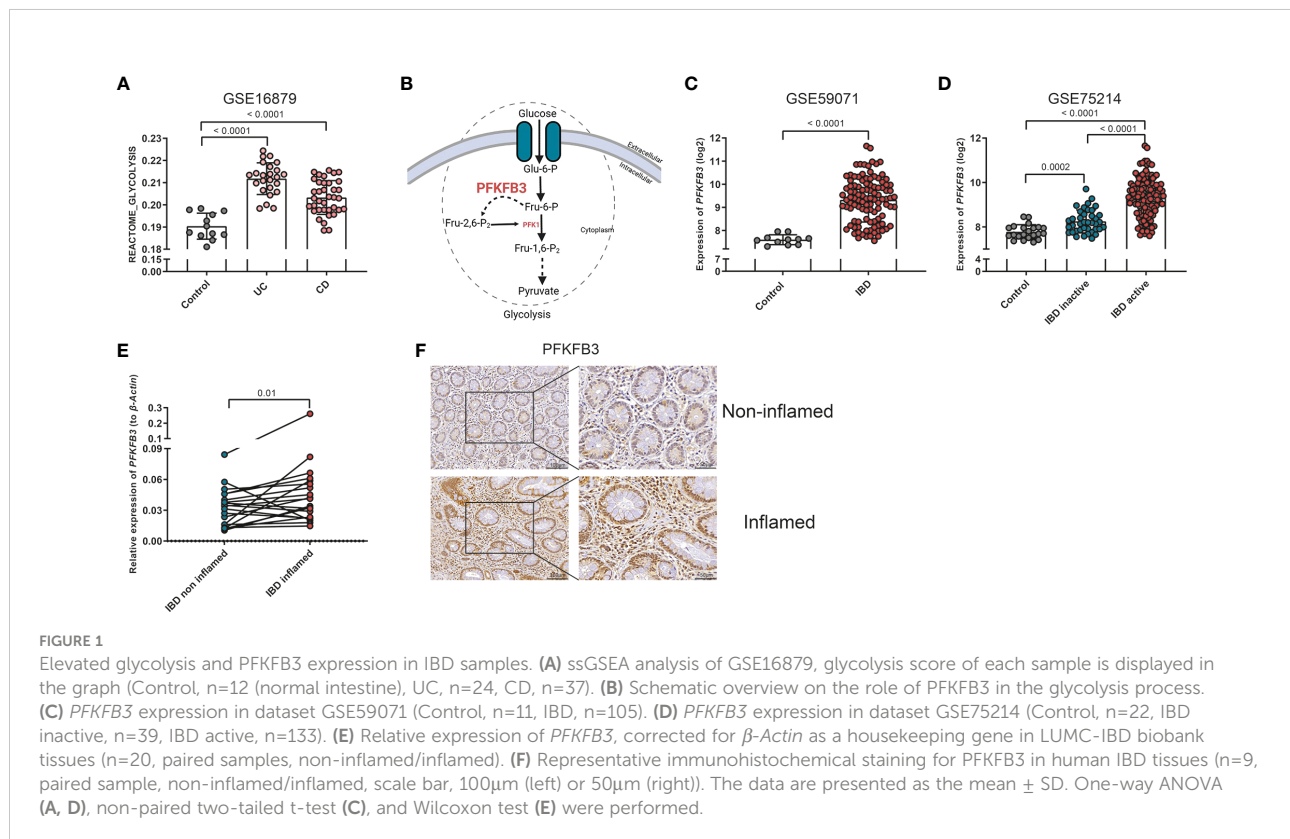 A
GSE16879
< 0.0001
< 0.0001
REACTOME_GLYCOLYSIS
0.23
0.22
0.21
0.20
0.19
0.15
0.00
Control
UC
CD
B
Glucose
Extracellular
Intracellular
Glu-6-P
PFKFB3
Fru-6-P
Fru-2,6-P₂
PFK1
Cytoplasm
Fru-1,6-P₂
Pyruvate
Glycolysis
C
GSE59071
< 0.0001
Expression of PFKFB3 (log2)
12
11
10
9
8
7
0
Control
IBD
D
GSE75214
< 0.0001
< 0.0001
0.0002
Expression of PFKFB3 (log2)
12
10
8
4
0
Control
IBD inactive
IBD active
E
0.01
Relative expression of PFKFB3 (to β-Actin)
0.3
0.1
0.09
0.06
0.03
0.00
IBD non inflamed
IBD inflamed
F
PFKFB3
Non-inflamed
Inflamed
FIGURE 1
Elevated glycolysis and PFKFB3 expression in IBD samples. (A) ssGSEA analysis of GSE16879, glycolysis score of each sample is displayed in
the graph (Control, n=12 (normal intestine), UC, n=24, CD, n=37). (B) Schematic overview on the role of PFKFB3 in the glycolysis process.
(C) PFKFB3 expression in dataset GSE59071 (Control, n=11, IBD, n=105). (D) PFKFB3 expression in dataset GSE75214 (Control, n=22, IBD
inactive, n=39, IBD active, n=133). (E) Relative expression of PFKFB3, corrected for β-Actin as a housekeeping gene in LUMC-IBD biobank
tissues (n=20, paired samples, non-inflamed/inflamed). (F) Representative immunohistochemical staining for PFKFB3 in human IBD tissues (n=9,
paired sample, non-inflamed/inflamed, scale bar, 100μm (left) or 50μm (right)). The data are presented as the mean ± SD. One-way ANOVA
(A, D), non-paired two-tailed t-test (C), and Wilcoxon test (E) were performed.